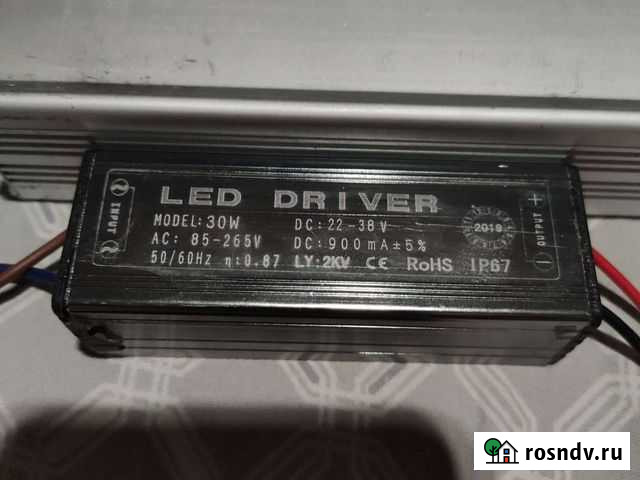 LED DRIVER
INPUT
MODEL: 30W DC: 22-38V
AC: 85-265V DC: 900mA±5%
50/60Hz η:0.87 LY:2KV CE RoHS IP67
2019
+
OUTPUT
-
rosndv.ru